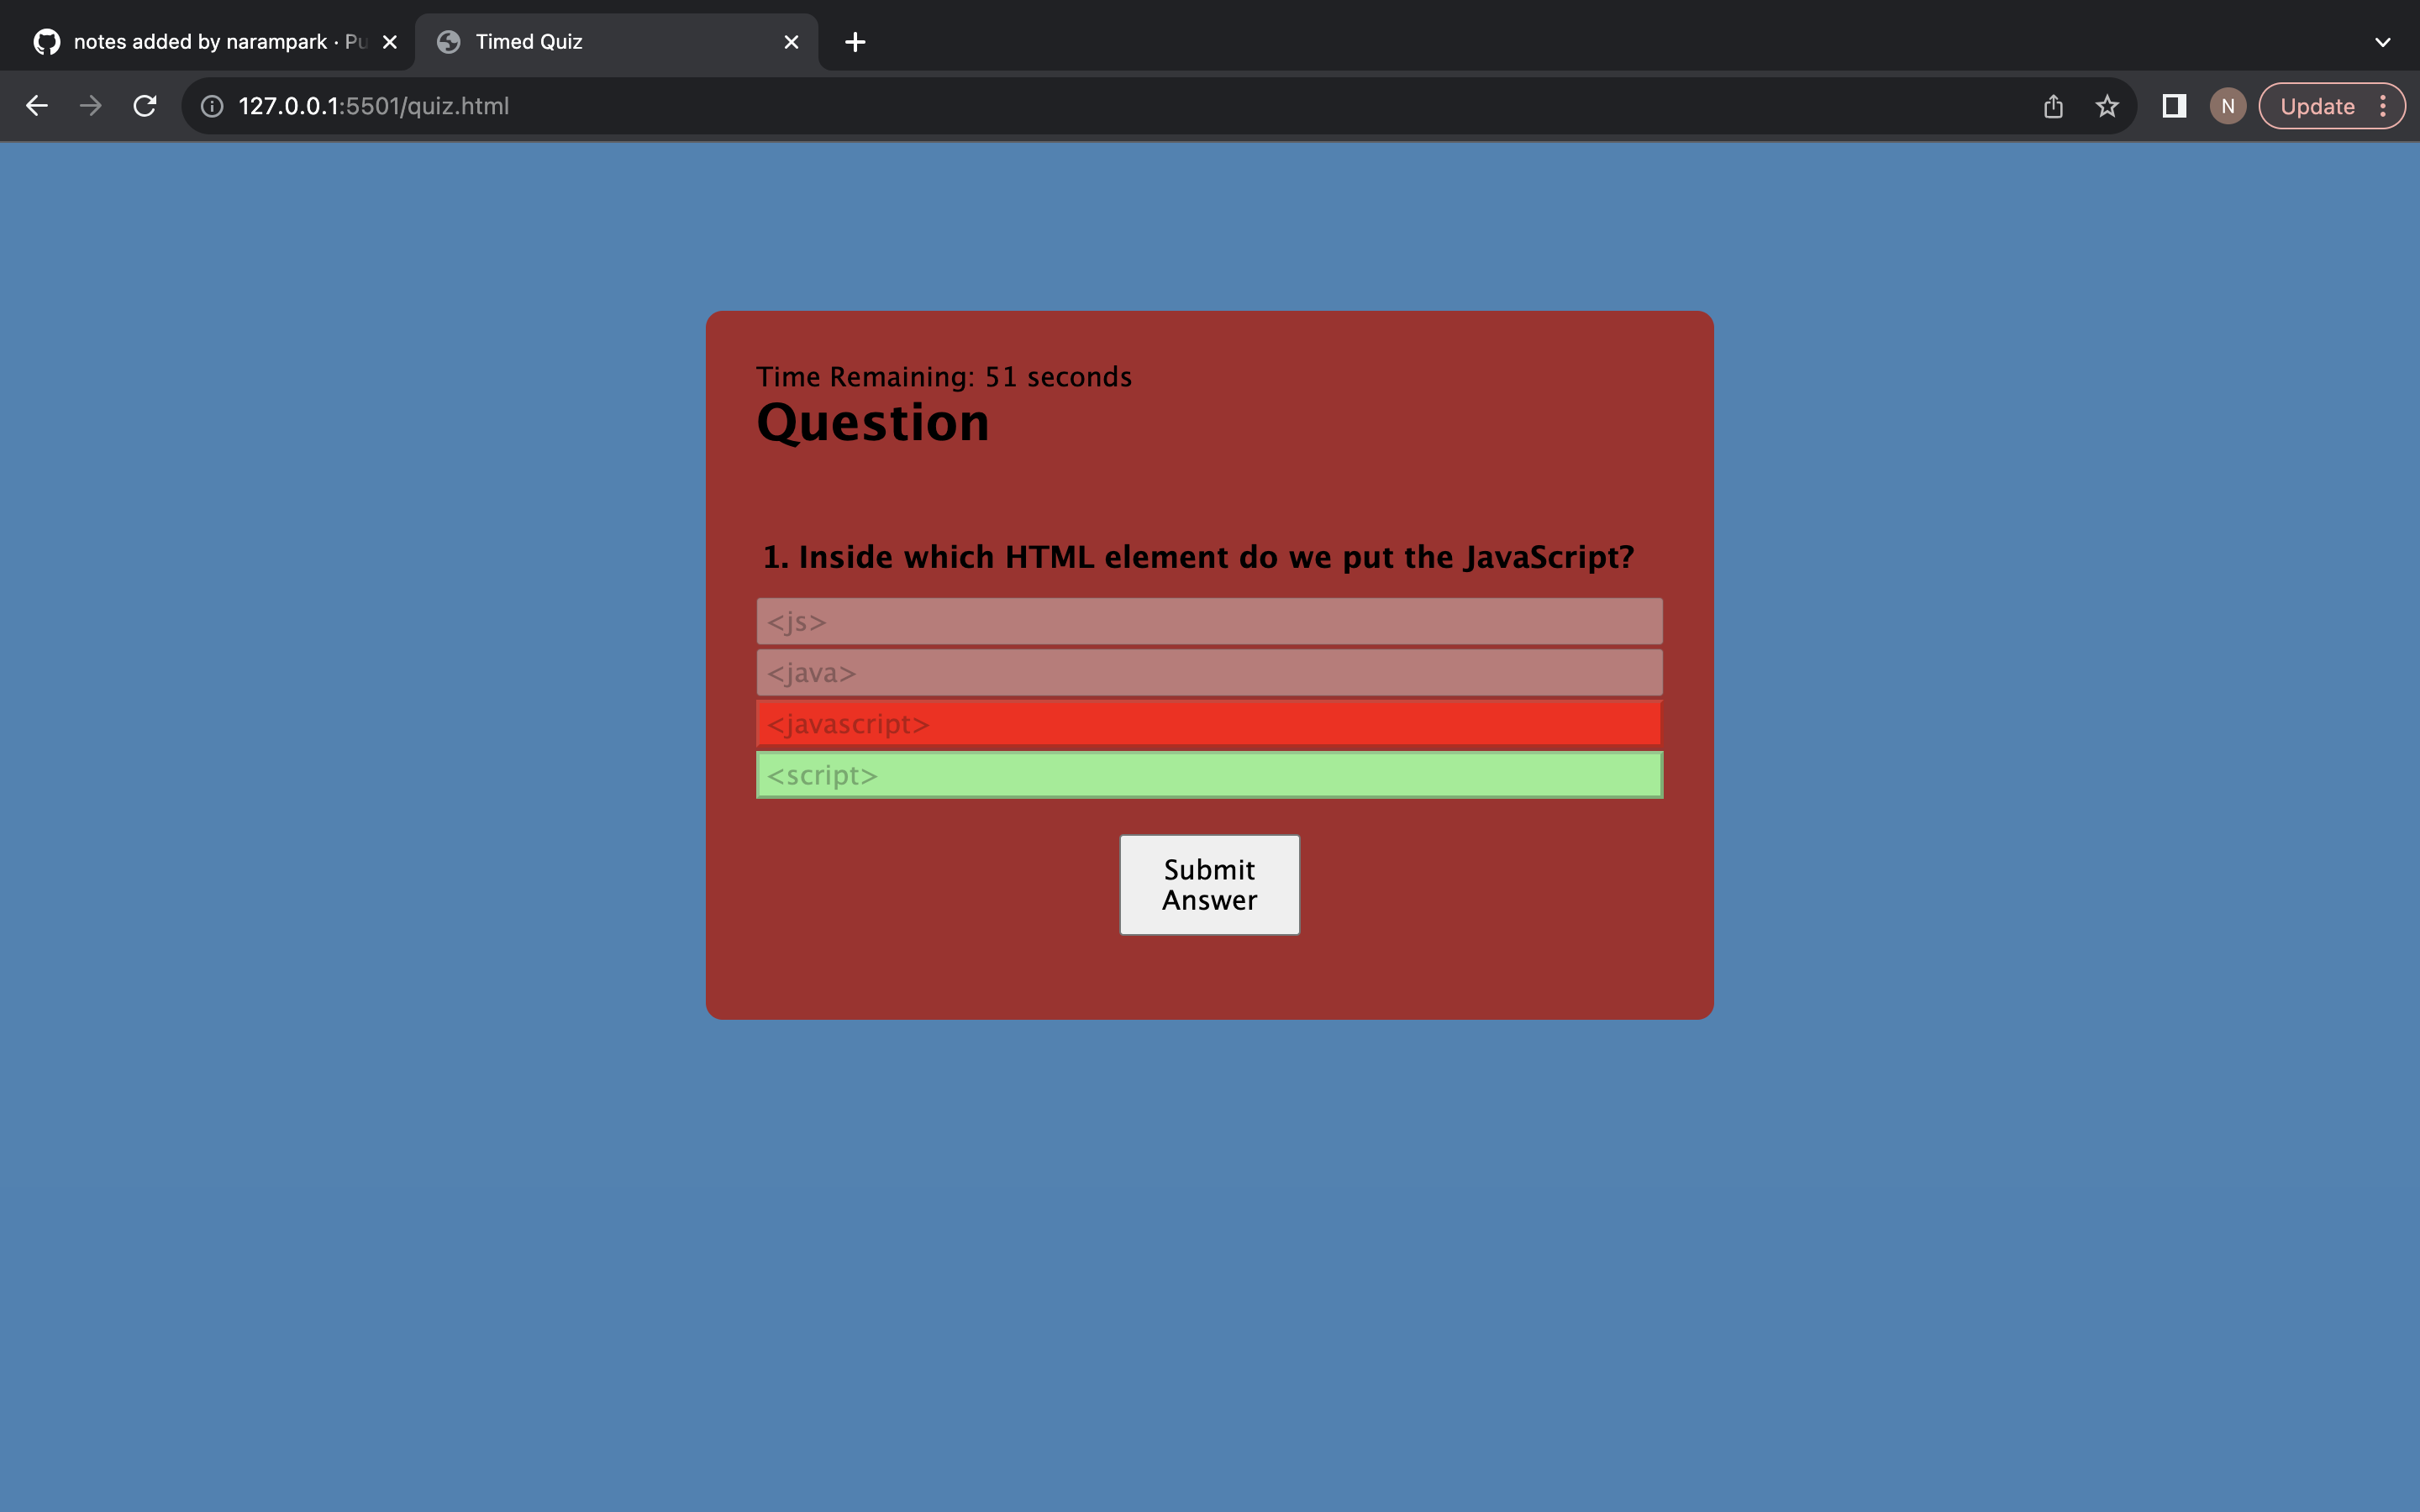 notes added by narampark · Pu
Timed Quiz
127.0.0.1:5501/quiz.html
N
Update
Time Remaining: 51 seconds
Question
1. Inside which HTML element do we put the JavaScript?
<js>
<java>
<javascript>
<script>
Submit
Answer